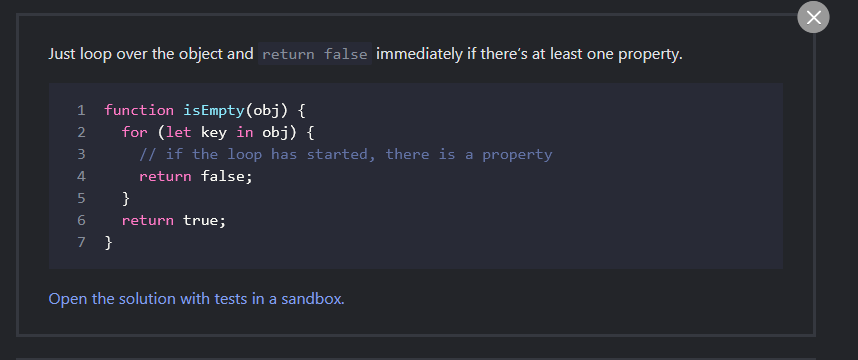 Just loop over the object and return false immediately if there's at least one property.
1 function isEmpty(obj) {
2   for (let key in obj) {
3     // if the loop has started, there is a property
4     return false;
5   }
6   return true;
7 }
Open the solution with tests in a sandbox.